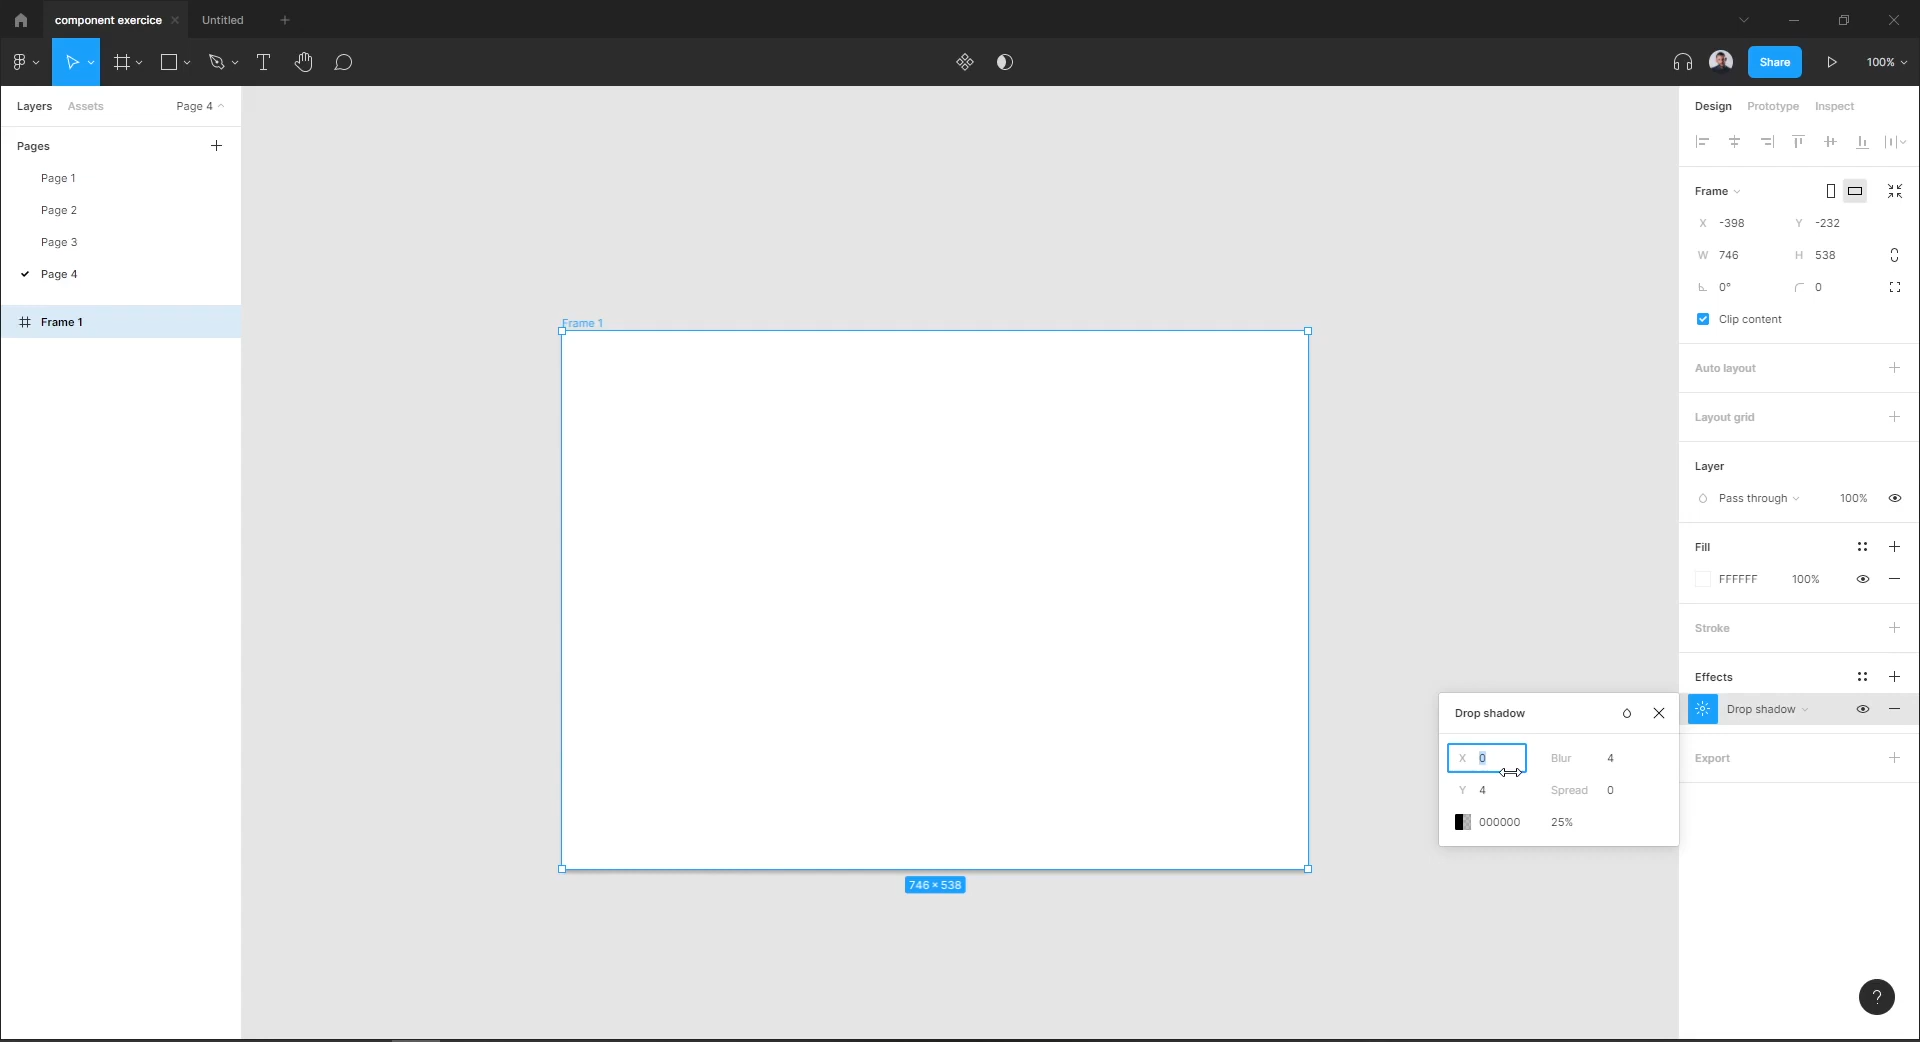 component exercice
Untitled
Share
100%
Layers
Assets
Page 4
Pages
Page 1
Page 2
Page 3
Page 4
Frame 1
Frame 1
746 × 538
Design
Prototype
Inspect
Frame
X -398
Y -232
W 746
H 538
0°
0
Clip content
Auto layout
Layout grid
Layer
Pass through
100%
Fill
FFFFFF
100%
Stroke
Effects
Drop shadow
Export
Drop shadow
X 0
Blur 4
Y 4
Spread 0
000000
25%
?